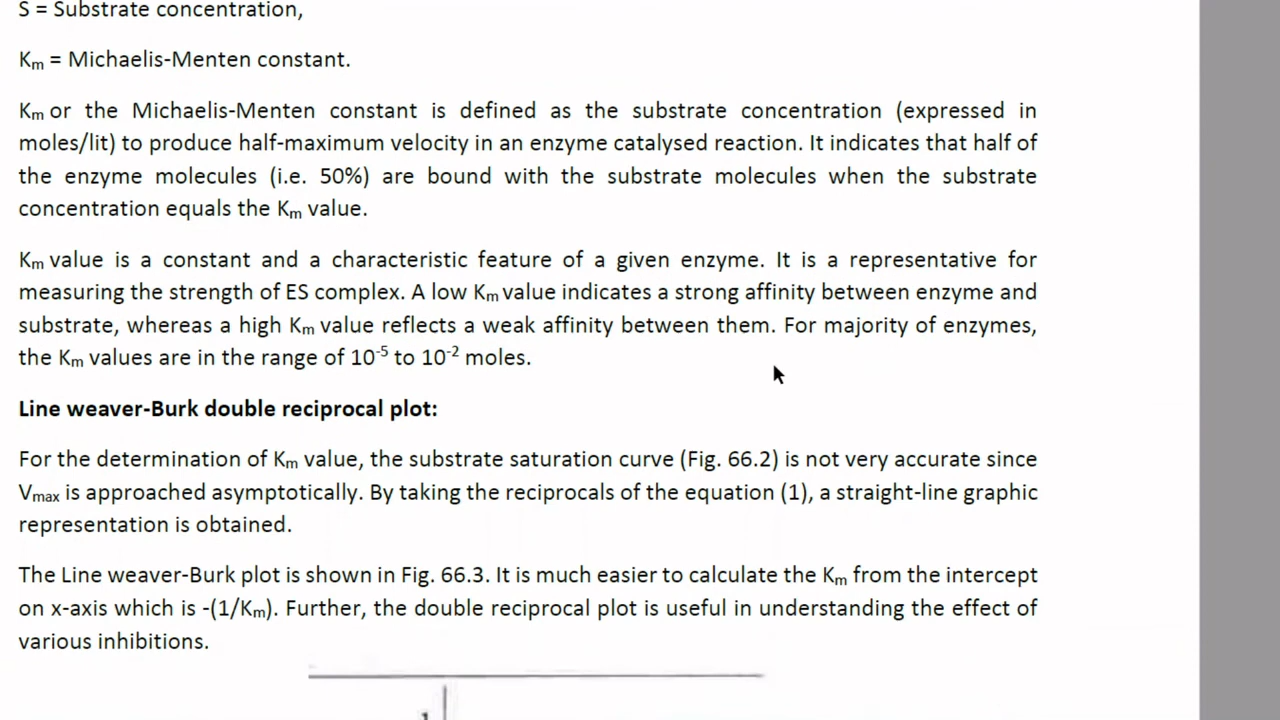 S = Substrate concentration,
Km = Michaelis-Menten constant.
Km or the Michaelis-Menten constant is defined as the substrate concentration (expressed in
moles/lit) to produce half-maximum velocity in an enzyme catalysed reaction. It indicates that half of
the enzyme molecules (i.e. 50%) are bound with the substrate molecules when the substrate
concentration equals the Km value.
Km value is a constant and a characteristic feature of a given enzyme. It is a representative for
measuring the strength of ES complex. A low Km value indicates a strong affinity between enzyme and
substrate, whereas a high Km value reflects a weak affinity between them. For majority of enzymes,
the Km values are in the range of 10-5 to 10-2 moles.
Line weaver-Burk double reciprocal plot:
For the determination of Km value, the substrate saturation curve (Fig. 66.2) is not very accurate since
Vmax is approached asymptotically. By taking the reciprocals of the equation (1), a straight-line graphic
representation is obtained.
The Line weaver-Burk plot is shown in Fig. 66.3. It is much easier to calculate the Km from the intercept
on x-axis which is -(1/Km). Further, the double reciprocal plot is useful in understanding the effect of
various inhibitions.